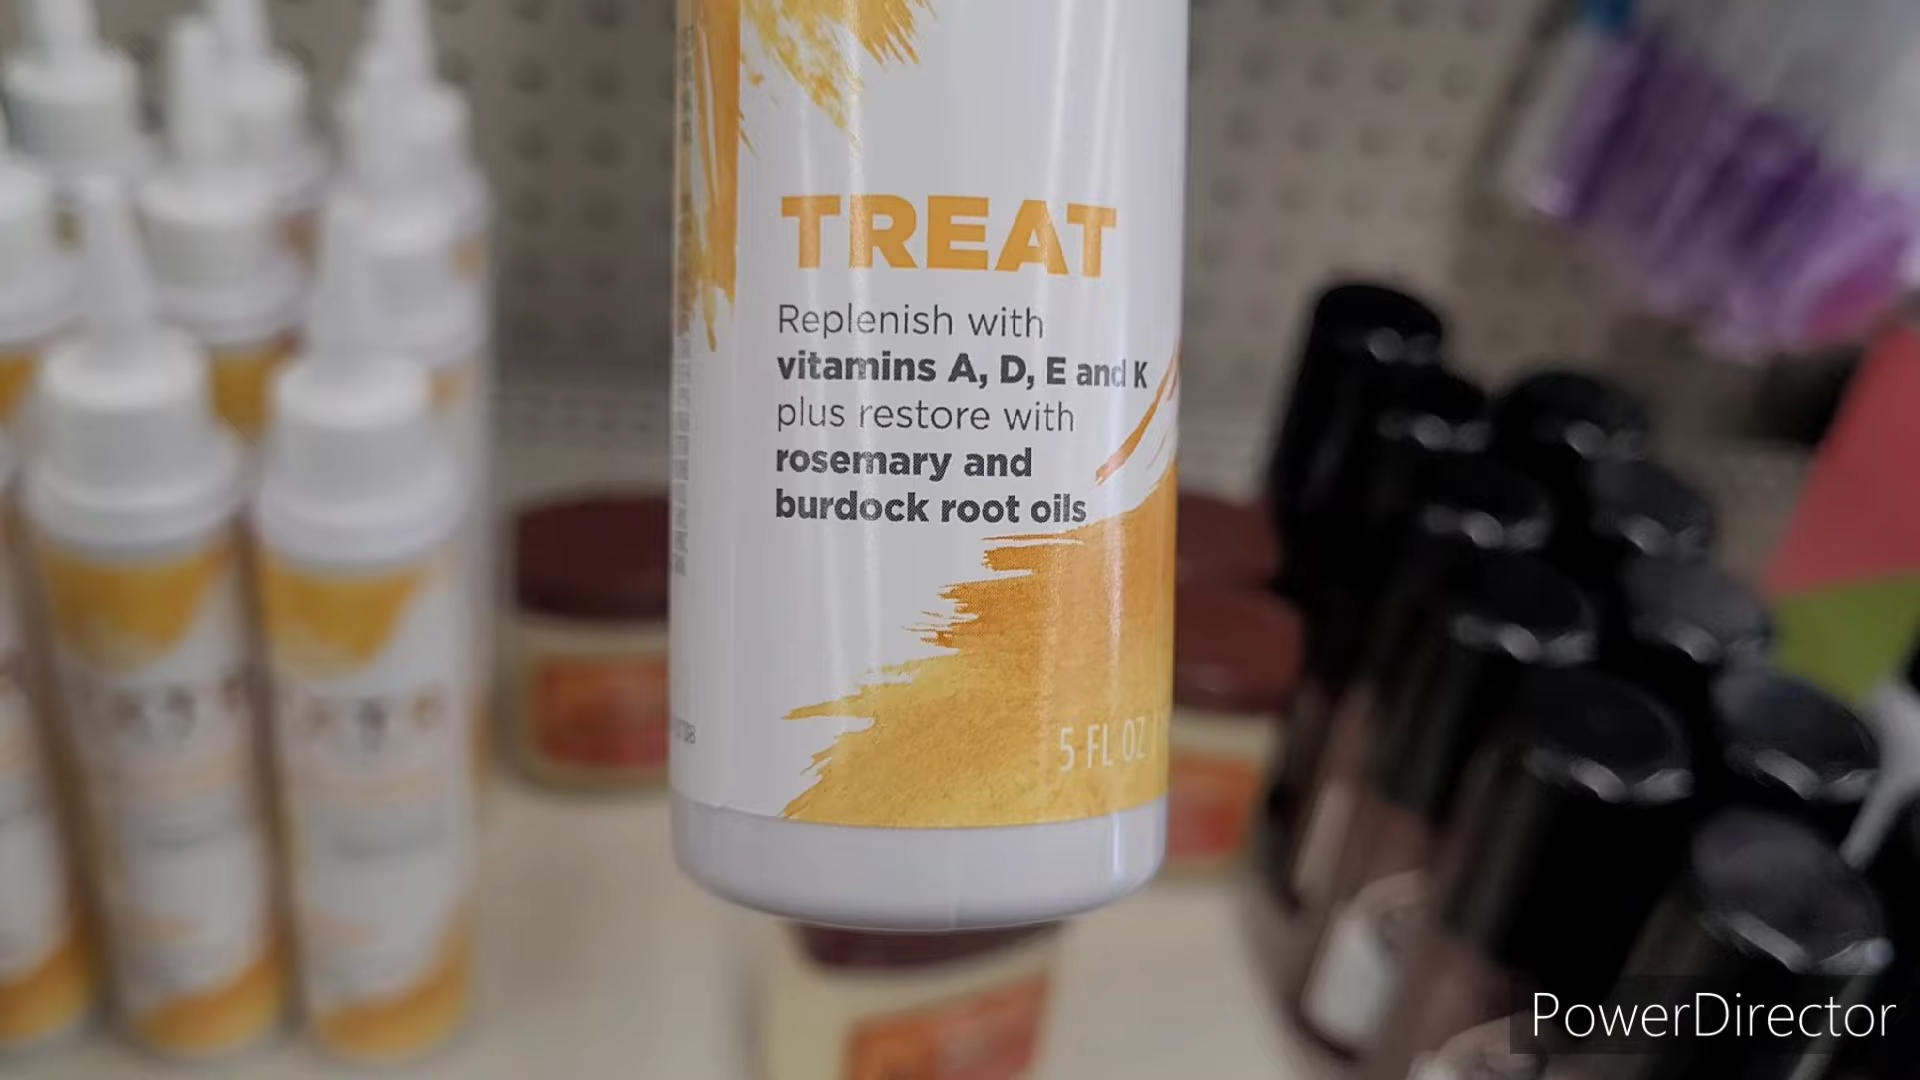 TREAT
Replenish with
vitamins A, D, E and K
plus restore with
rosemary and
burdock root oils
5 FL OZ
PowerDirector